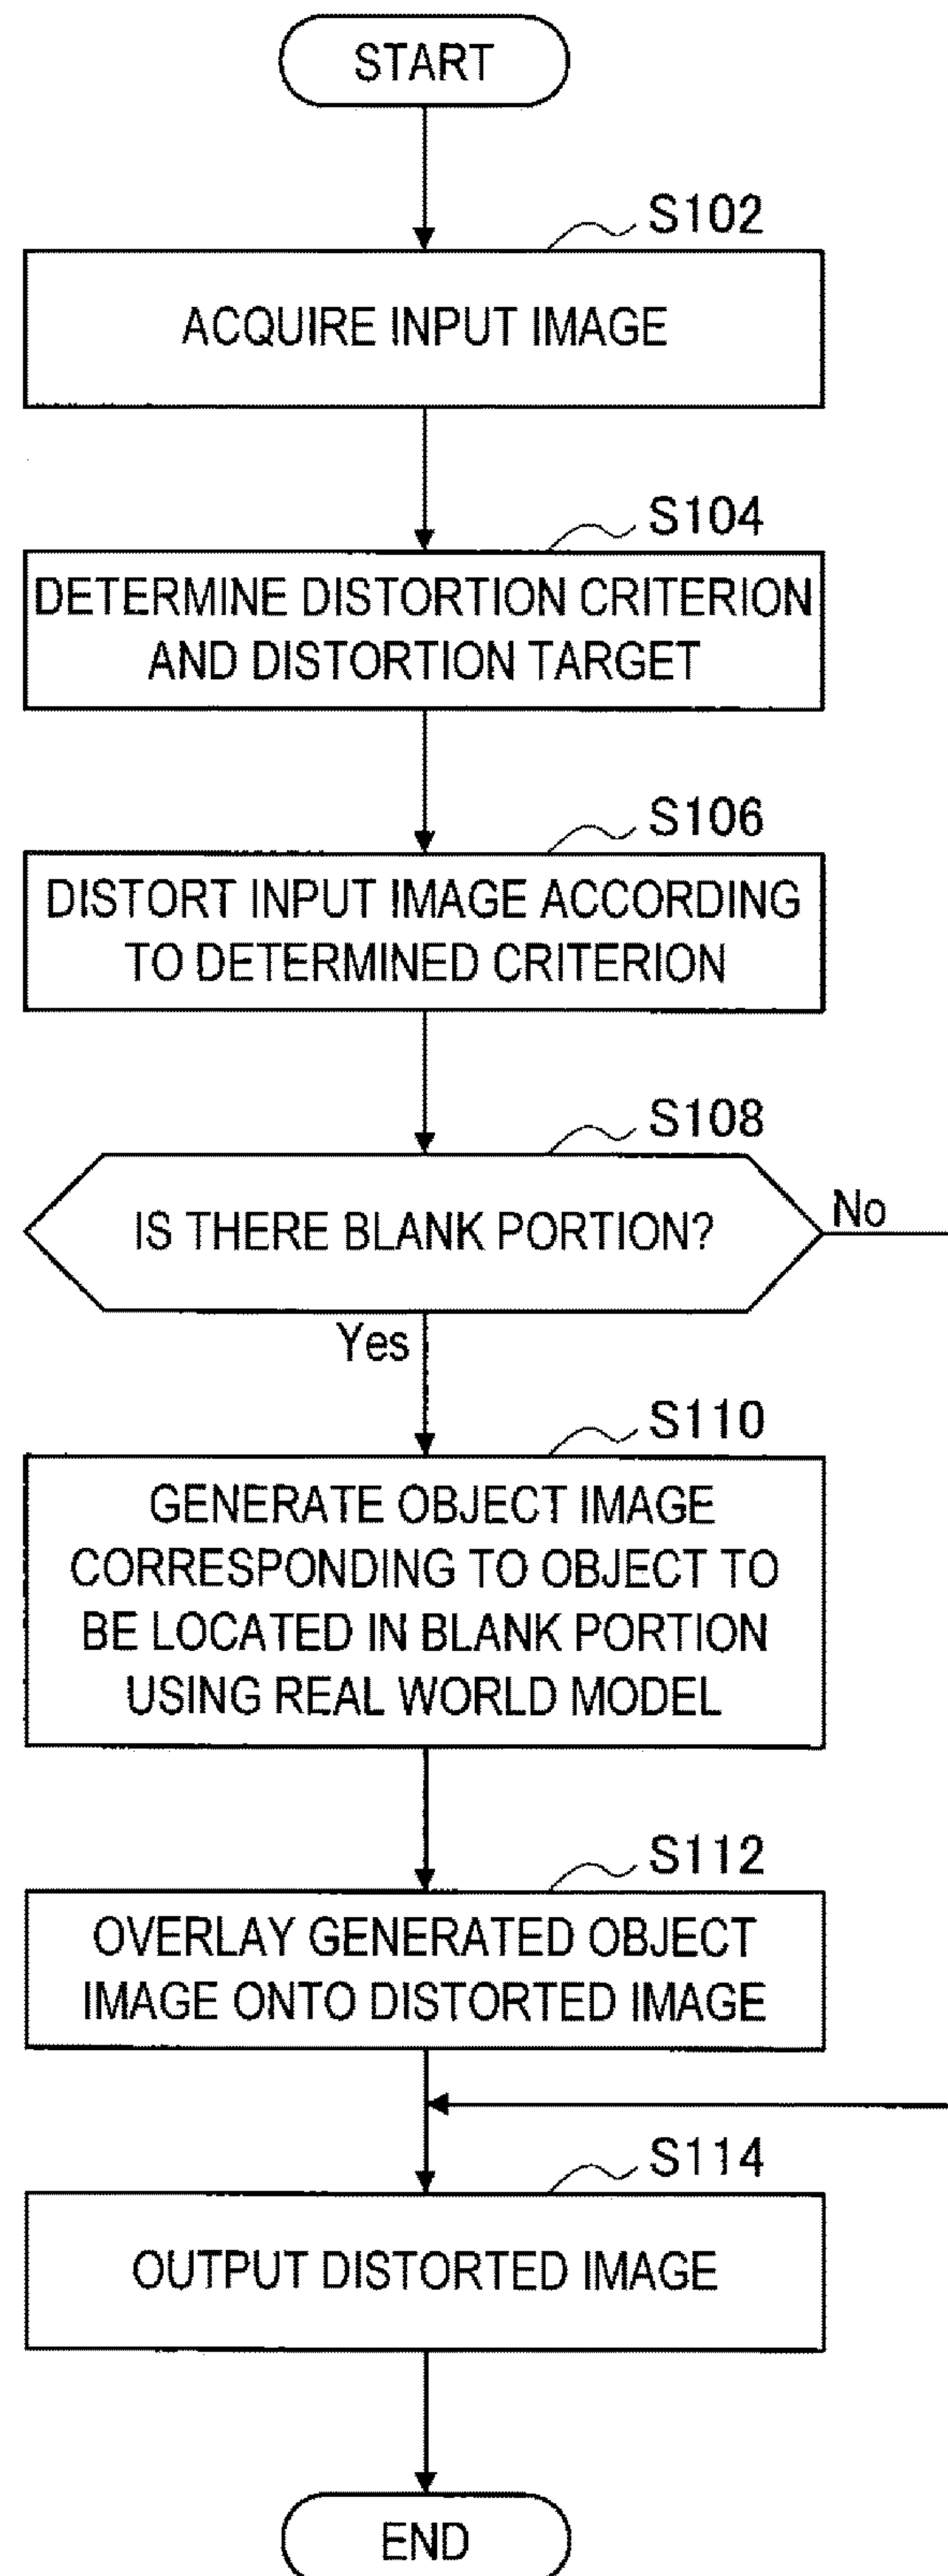 START
S102
ACQUIRE INPUT IMAGE
S104
DETERMINE DISTORTION CRITERION
AND DISTORTION TARGET
S106
DISTORT INPUT IMAGE ACCORDING
TO DETERMINED CRITERION
S108
IS THERE BLANK PORTION?
No
Yes
S110
GENERATE OBJECT IMAGE
CORRESPONDING TO OBJECT TO
BE LOCATED IN BLANK PORTION
USING REAL WORLD MODEL
S112
OVERLAY GENERATED OBJECT
IMAGE ONTO DISTORTED IMAGE
S114
OUTPUT DISTORTED IMAGE
END